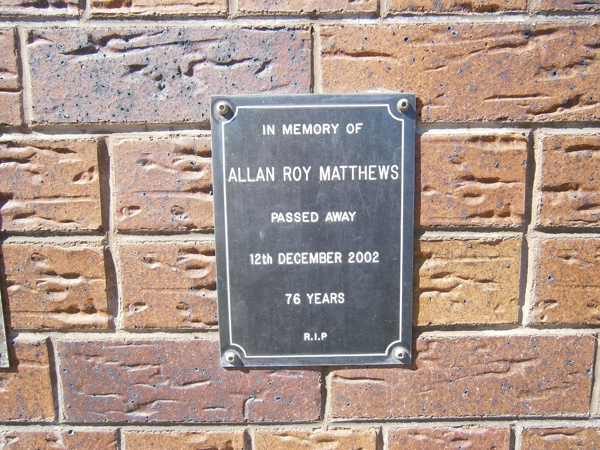 IN MEMORY OF
ALLAN ROY MATTHEWS
PASSED AWAY
12th DECEMBER 2002
76 YEARS
R.I.P